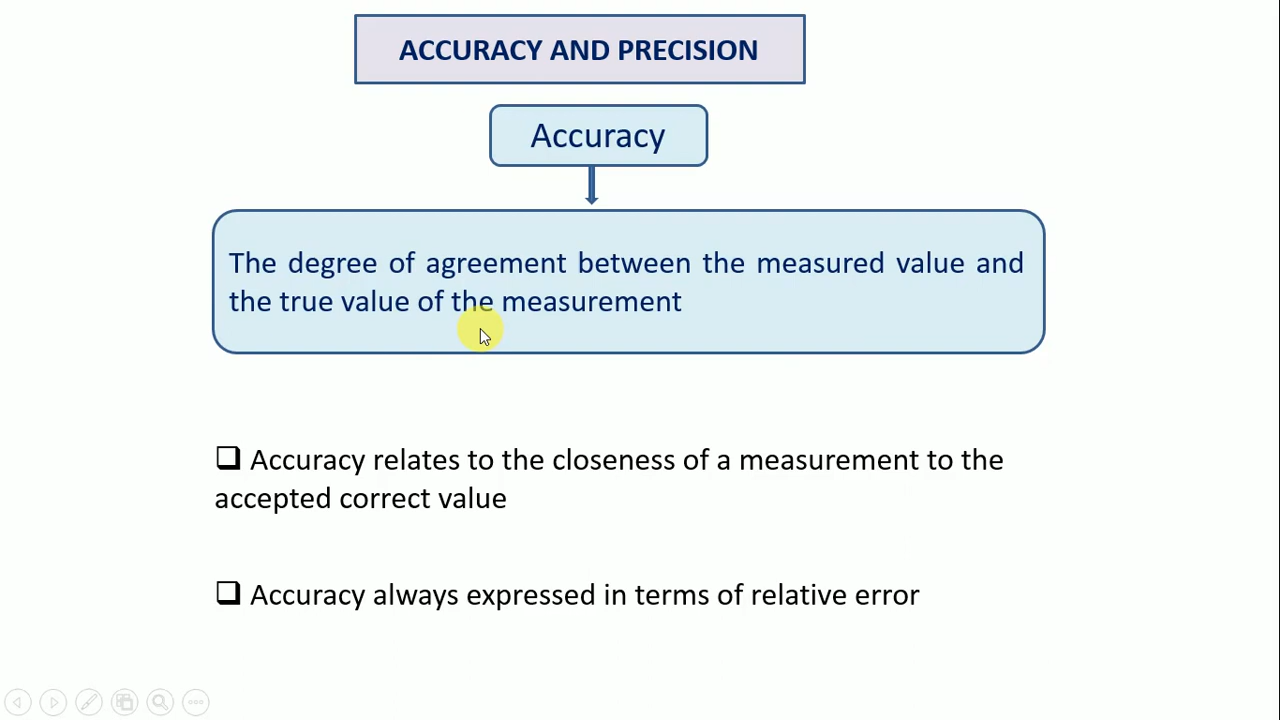 ACCURACY AND PRECISION
Accuracy
The degree of agreement between the measured value and
the true value of the measurement
❑ Accuracy relates to the closeness of a measurement to the
accepted correct value
❑ Accuracy always expressed in terms of relative error